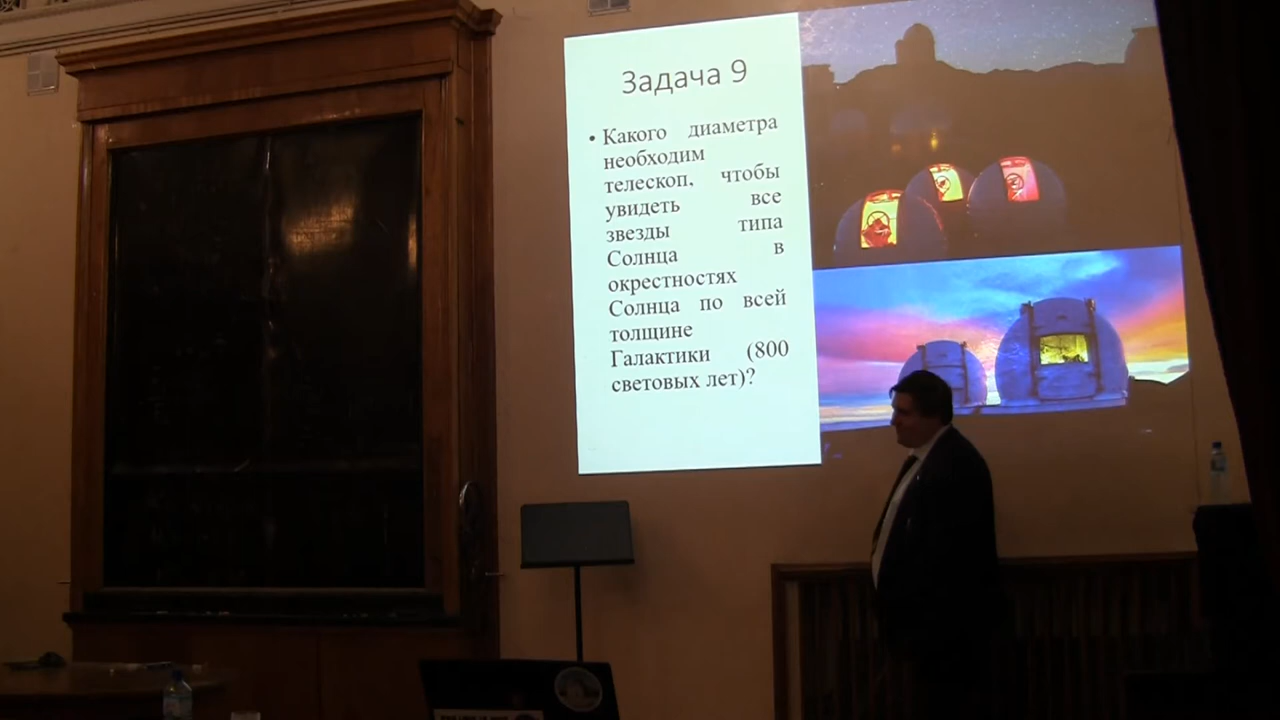 Задача 9
• Какого диаметра
необходим
телескоп, чтобы
увидеть все
звезды типа
Солнца в
окрестностях
Солнца по всей
толщине
Галактики (800
световых лет)?